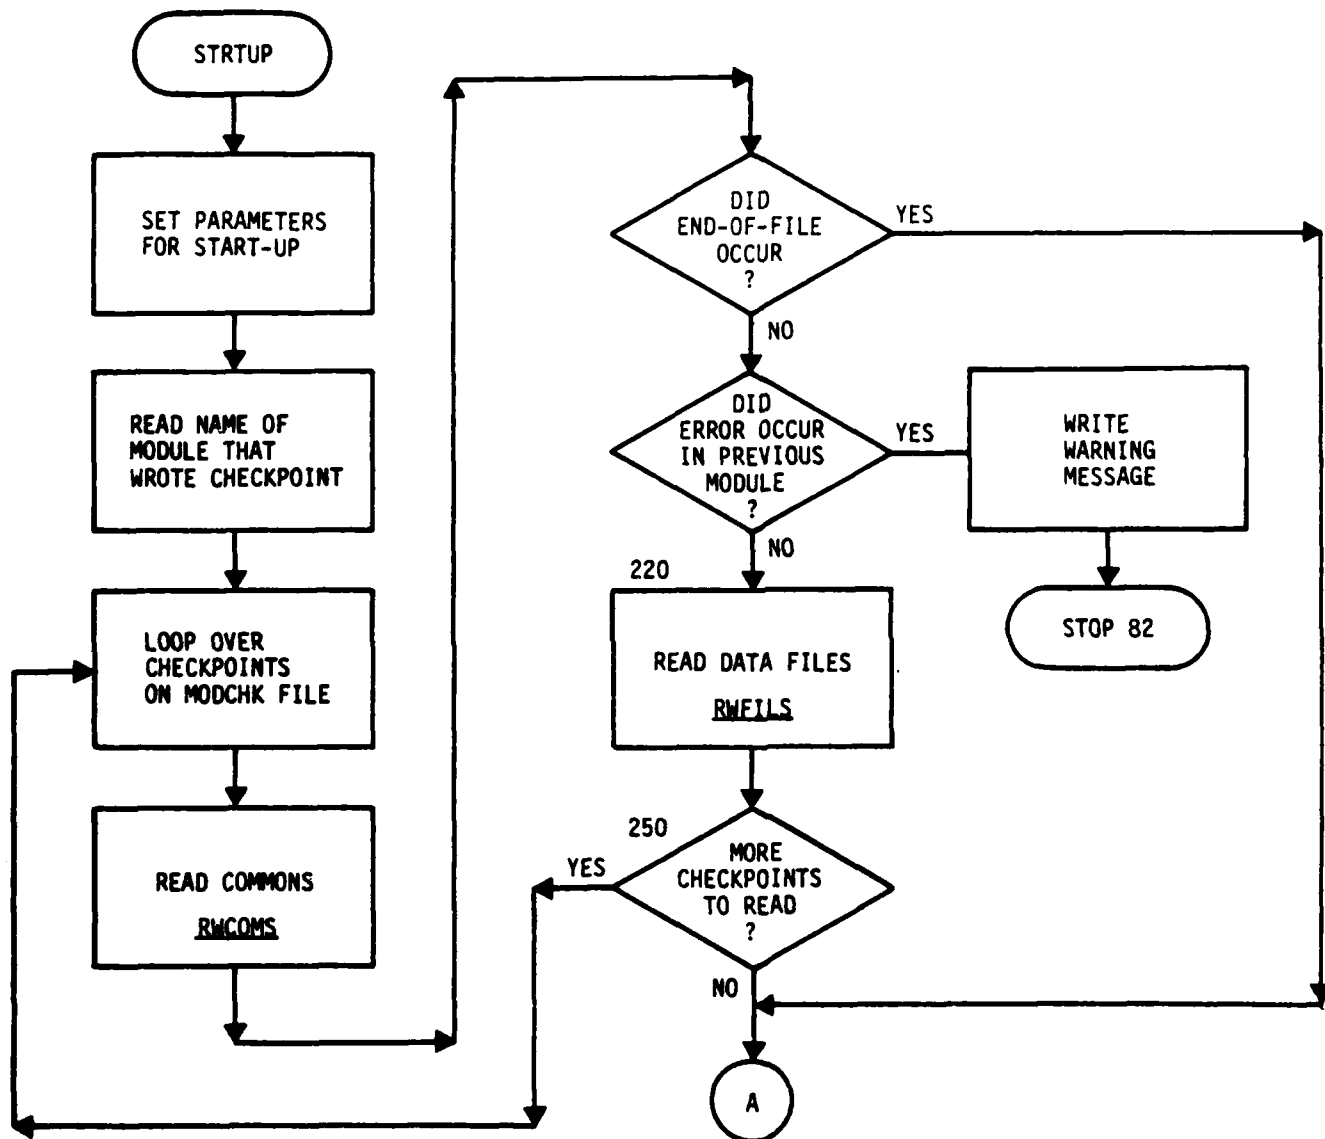 STRTUP
SET PARAMETERS
FOR START-UP
READ NAME OF
MODULE THAT
WROTE CHECKPOINT
LOOP OVER
CHECKPOINTS
ON MODCHK FILE
READ COMMONS
RWCOMS
DID
END-OF-FILE
OCCUR
?
YES
NO
DID
ERROR OCCUR
IN PREVIOUS
MODULE
?
YES
WRITE
WARNING
MESSAGE
STOP 82
NO
220
READ DATA FILES
RWFILS
250
MORE
CHECKPOINTS
TO READ
?
YES
NO
A